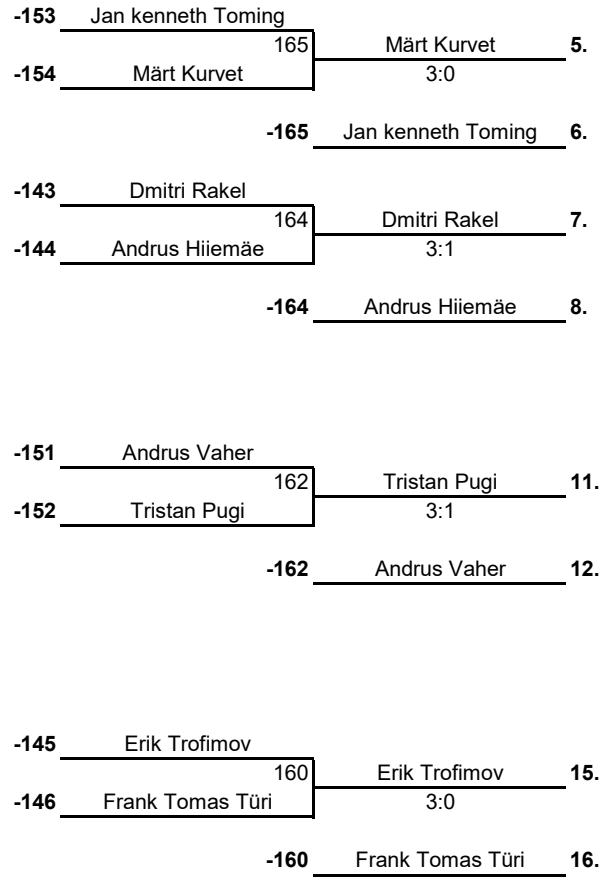 -153 Jan kenneth Toming
165 Märt Kurvet 5.
-154 Märt Kurvet 3:0
-165 Jan kenneth Toming 6.
-143 Dmitri Rakel
164 Dmitri Rakel 7.
-144 Andrus Hiiemäe 3:1
-164 Andrus Hiiemäe 8.
-151 Andrus Vaher
162 Tristan Pugi 11.
-152 Tristan Pugi 3:1
-162 Andrus Vaher 12.
-145 Erik Trofimov
160 Erik Trofimov 15.
-146 Frank Tomas Türi 3:0
-160 Frank Tomas Türi 16.